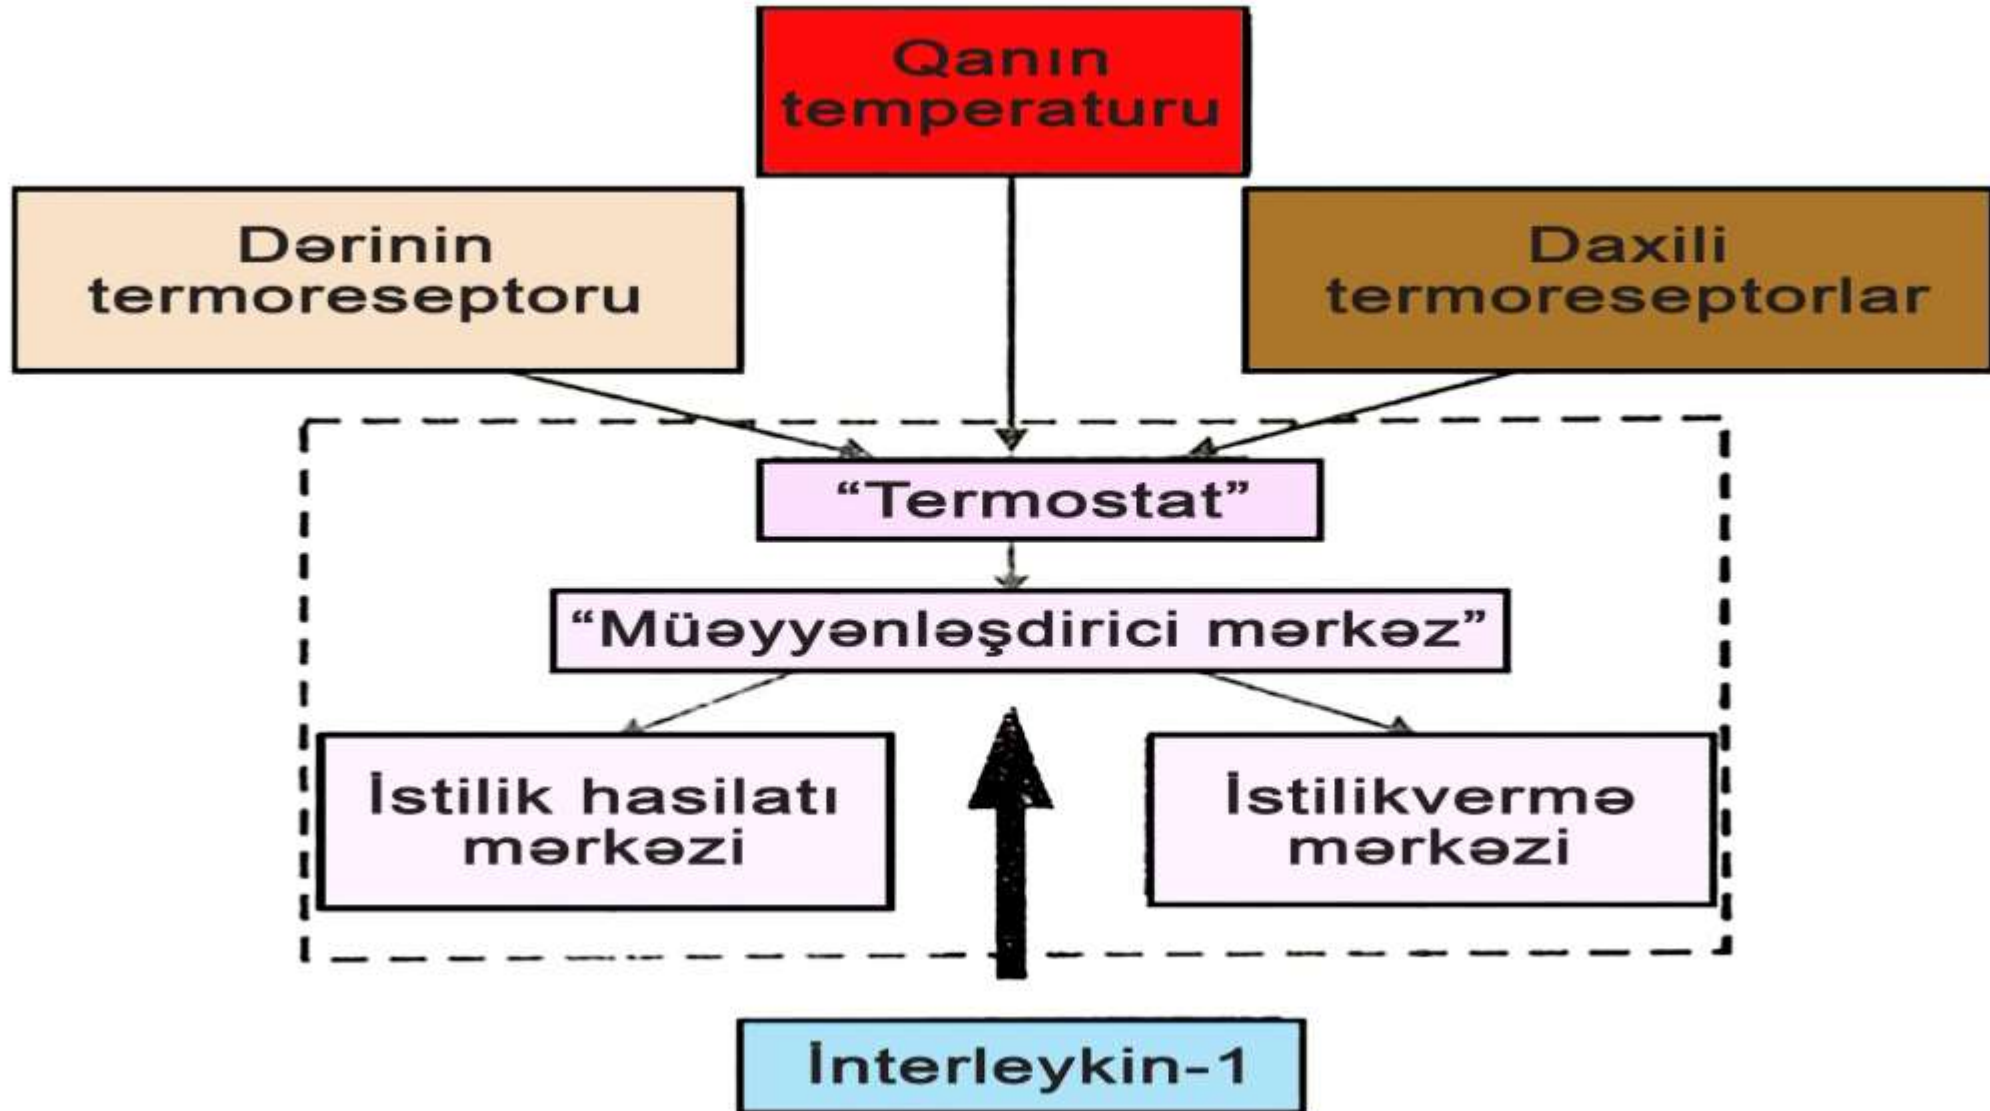 Qanın
temperaturu
Dərinin
termoreseptoru
Daxili
termoreseptorlar
“Termostat”
“Müəyyənləşdirici mərkəz”
İstilik hasilatı
mərkəzi
İstilikvermə
mərkəzi
İnterleykin-1